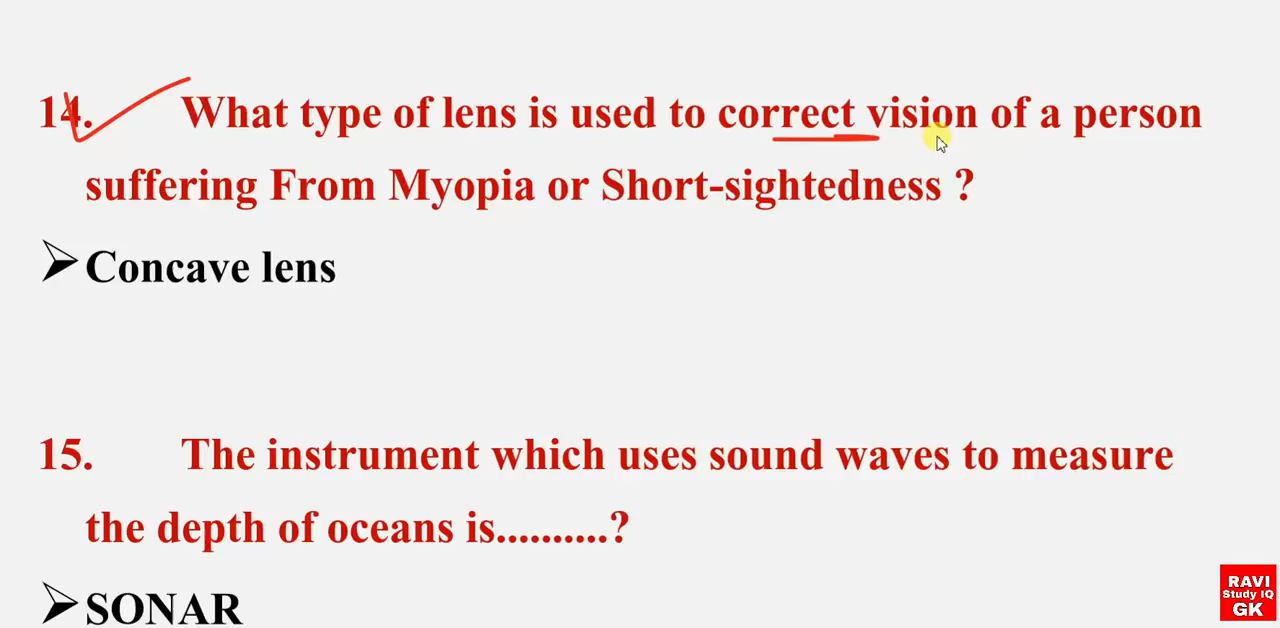 14. What type of lens is used to correct vision of a person
suffering From Myopia or Short-sightedness ?
Concave lens
15. The instrument which uses sound waves to measure
the depth of oceans is..........?
SONAR
RAVI
Study IQ
GK